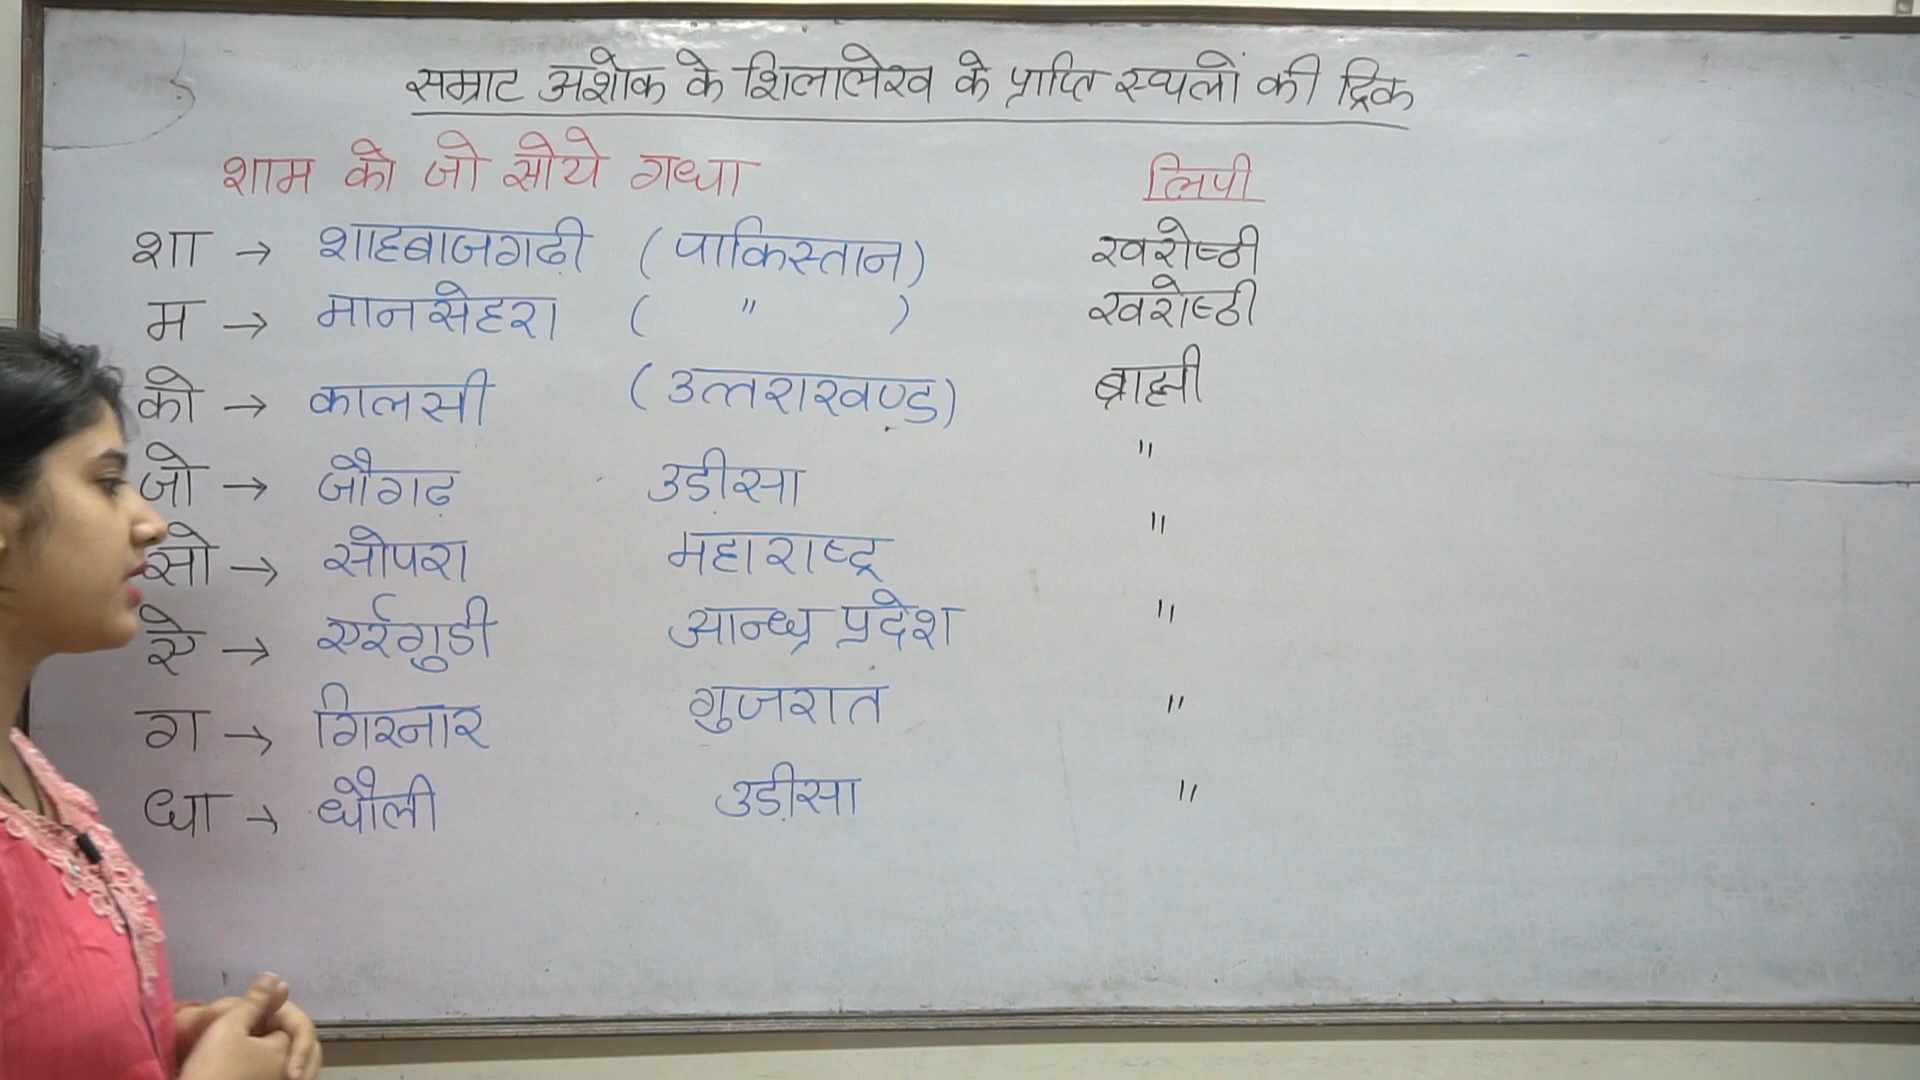 सम्राट अशोक के शिलालेख के प्राप्ति स्थलों की ट्रिक
शाम को जो सोये गधा लिपी
शा → शाहबाजगढ़ी (पाकिस्तान) खरोष्ठी
म → मानसेहरा ( " ) खरोष्ठी
को → कालसी (उत्तराखण्ड) ब्राह्मी
जो → जौगढ़ उडी़सा "
सो → सोपरा महाराष्ट्र "
ये → एर्रगुडी आन्ध्र प्रदेश "
ग → गिरनार गुजरात "
धा → धौली उडी़सा "